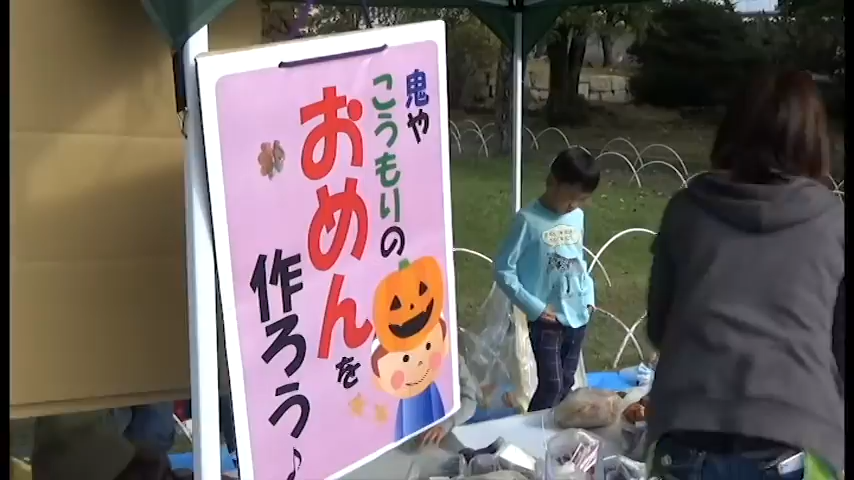 鬼や
こうもりの
おめんを
作ろう♪